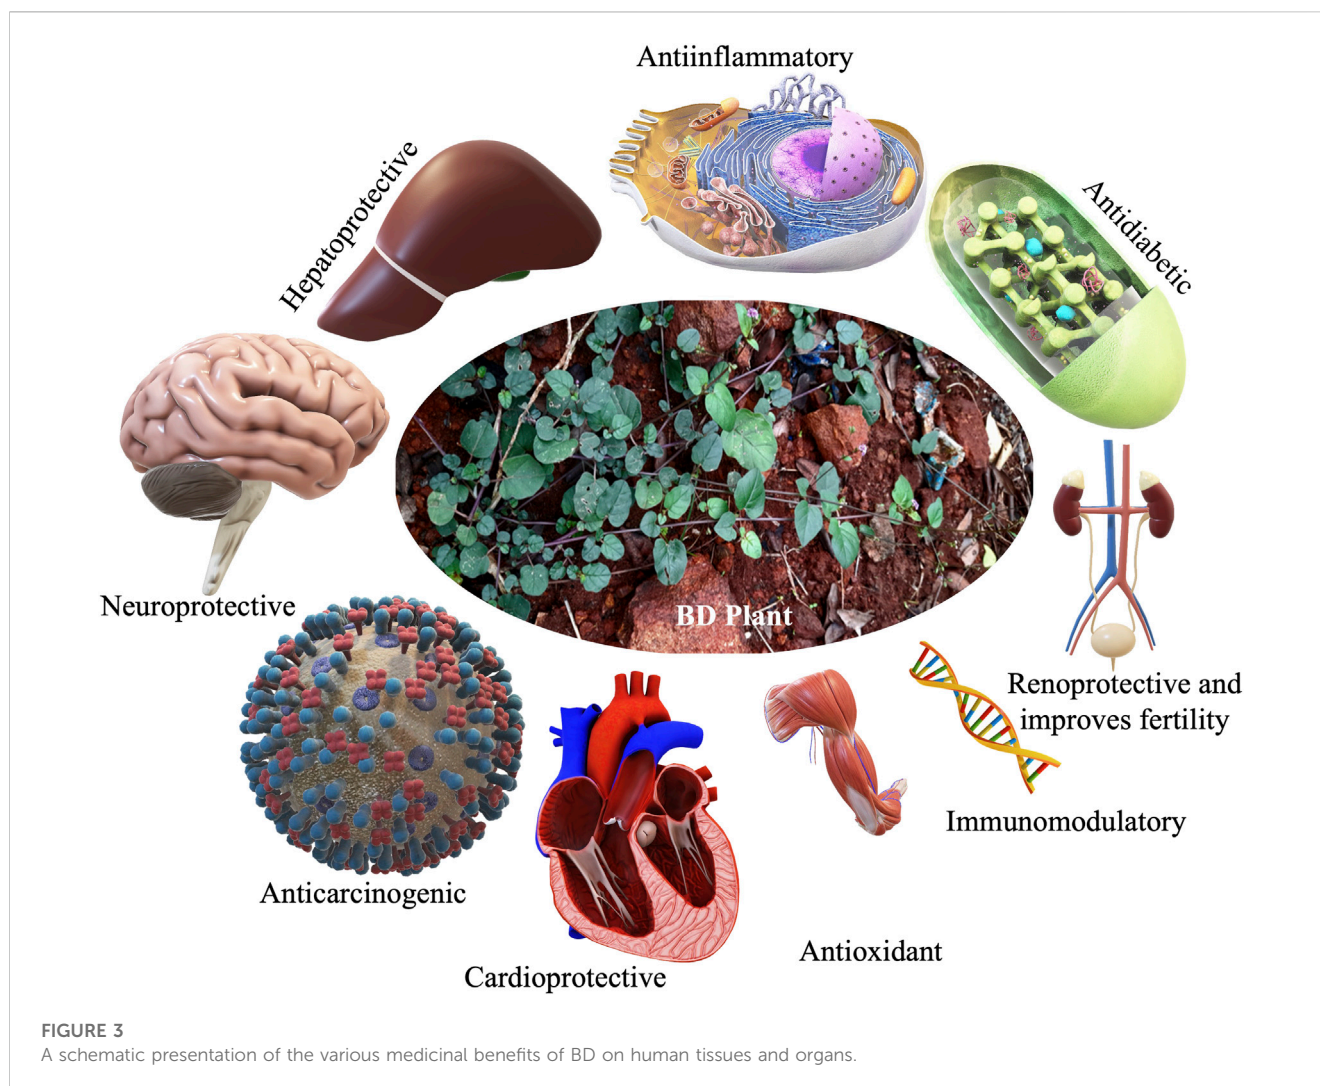 Antiinflammatory
Hepatoprotective
Antidiabetic
Neuroprotective
BD Plant
Renoprotective and
improves fertility
Immunomodulatory
Anticarcinogenic
Antioxidant
Cardioprotective
FIGURE 3
A schematic presentation of the various medicinal benefits of BD on human tissues and organs.